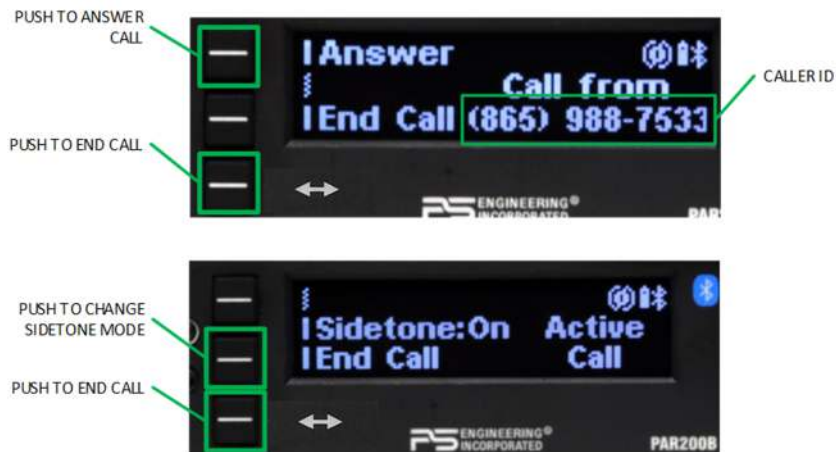 PUSH TO ANSWER
CALL
Answer
Call from
End Call (865) 988-7533
CALLER ID
PUSH TO END CALL
PS ENGINEERING®
INCORPORATED
PAR
PUSH TO CHANGE
SIDETONE MODE
Sidetone:On Active
End Call Call
PUSH TO END CALL
PS ENGINEERING®
INCORPORATED
PAR200B